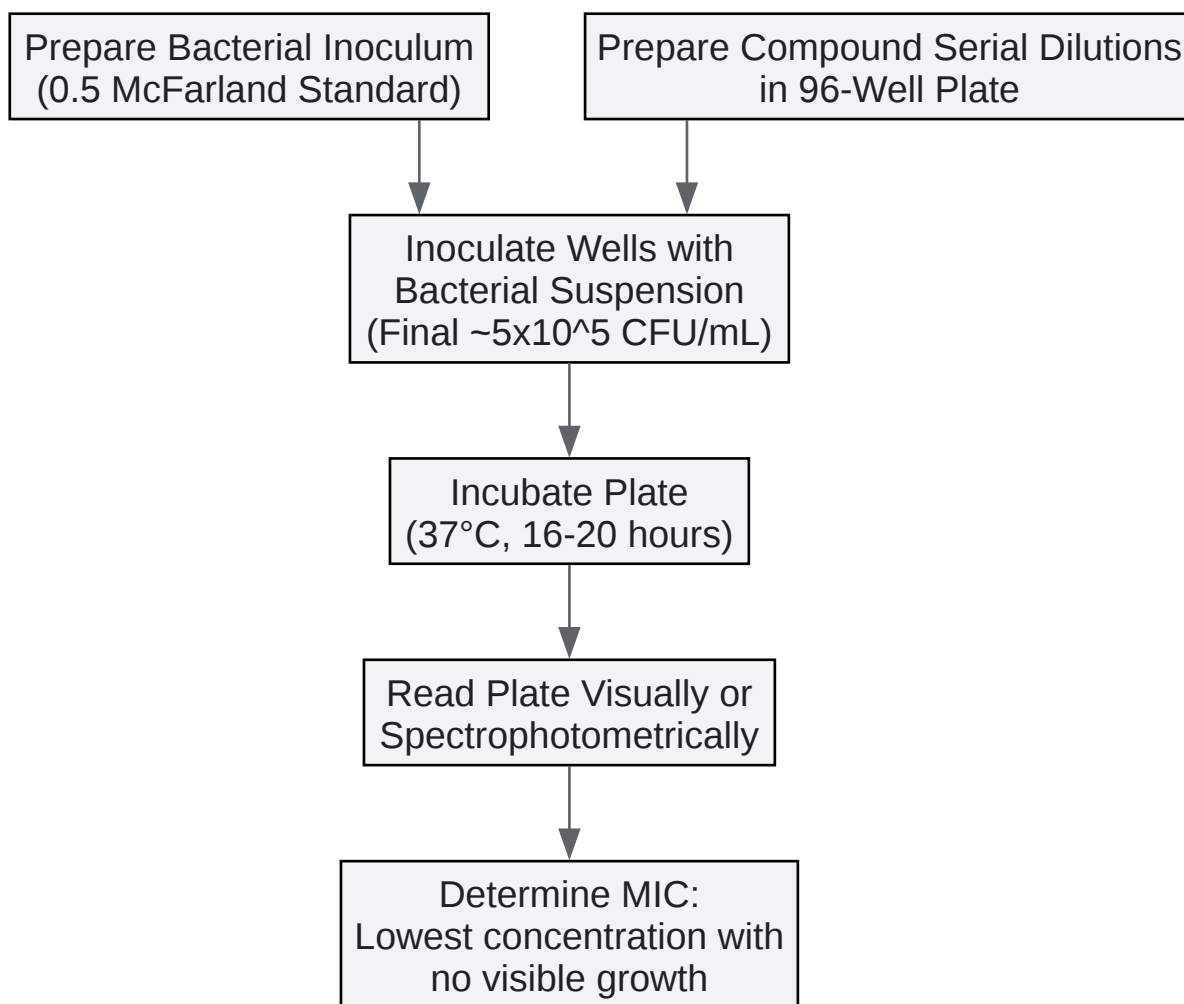 Prepare Bacterial Inoculum
(0.5 McFarland Standard)
Prepare Compound Serial Dilutions
in 96-Well Plate
Inoculate Wells with
Bacterial Suspension
(Final ~5x10^5 CFU/mL)
Incubate Plate
(37°C, 16-20 hours)
Read Plate Visually or
Spectrophotometrically
Determine MIC:
Lowest concentration with
no visible growth